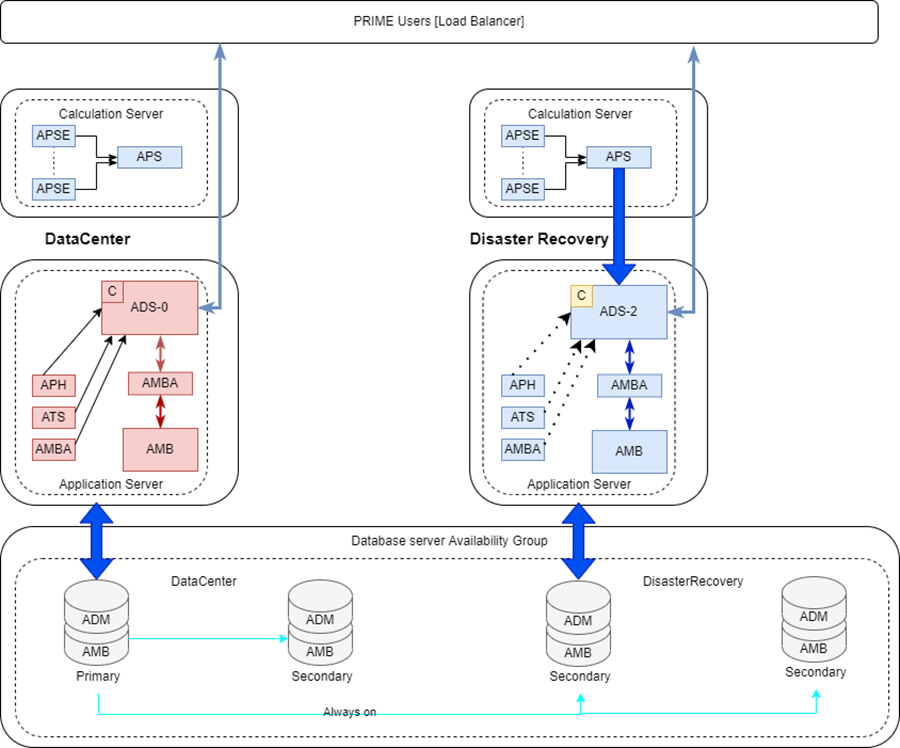 PRIME Users [Load Balancer]
Calculation Server
APSE
APS
APSE
Calculation Server
APSE
APS
APSE
DataCenter
Disaster Recovery
C
ADS-0
APH
AMBA
ATS
AMBA
AMB
Application Server
C
ADS-2
APH
AMBA
ATS
AMBA
AMB
Application Server
Database server Availability Group
DataCenter
DisasterRecovery
ADM
AMB
Primary
ADM
AMB
Secondary
ADM
AMB
Secondary
ADM
AMB
Secondary
Always on